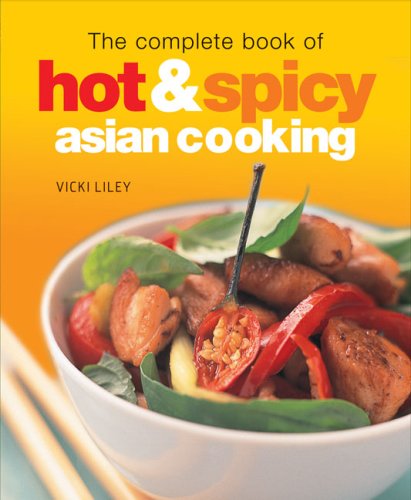 The complete book of
hot & spicy
asian cooking
VICKI LILEY